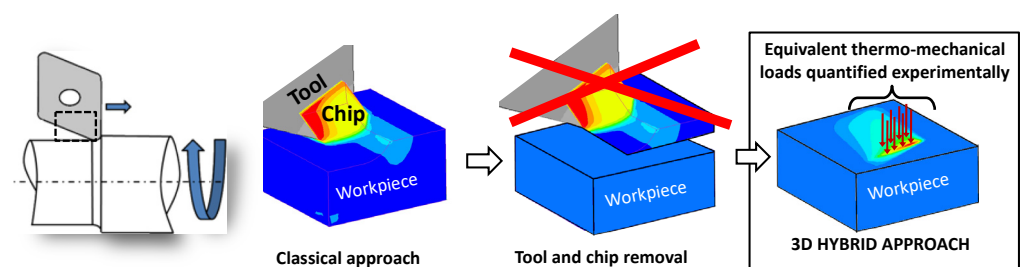 Tool
Chip
Workpiece
Classical approach
Workpiece
Tool and chip removal
Equivalent thermo-mechanical
loads quantified experimentally
Workpiece
3D HYBRID APPROACH